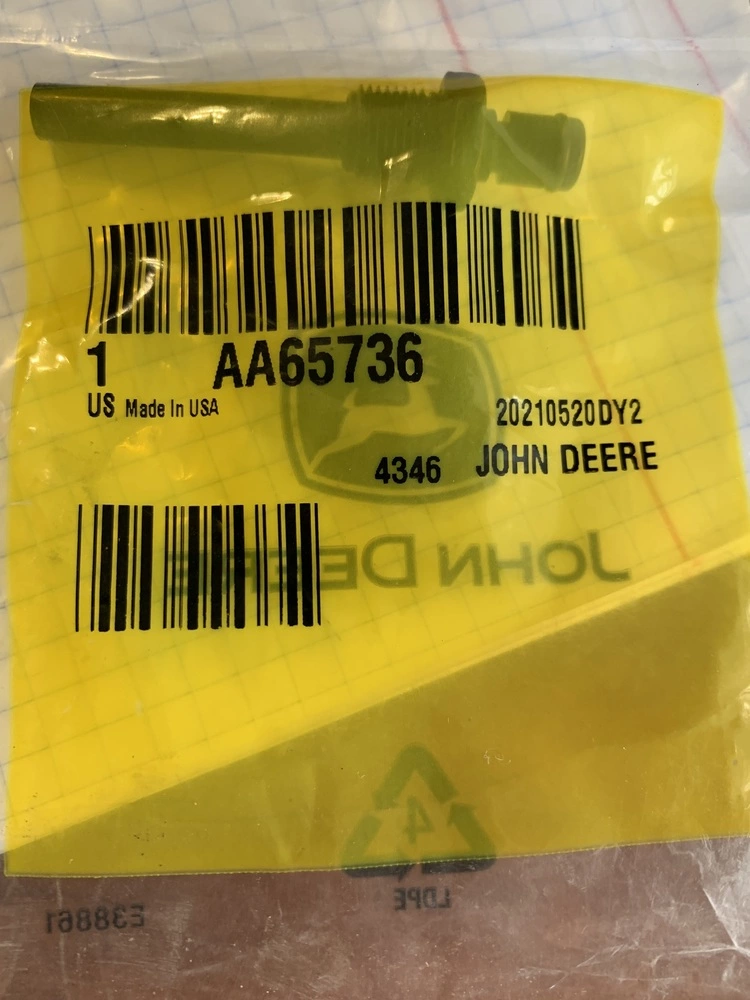 1 AA65736
US Made In USA
20210520DY2
4346 JOHN DEERE
JOHN DEERE
4
LDPE
E38861